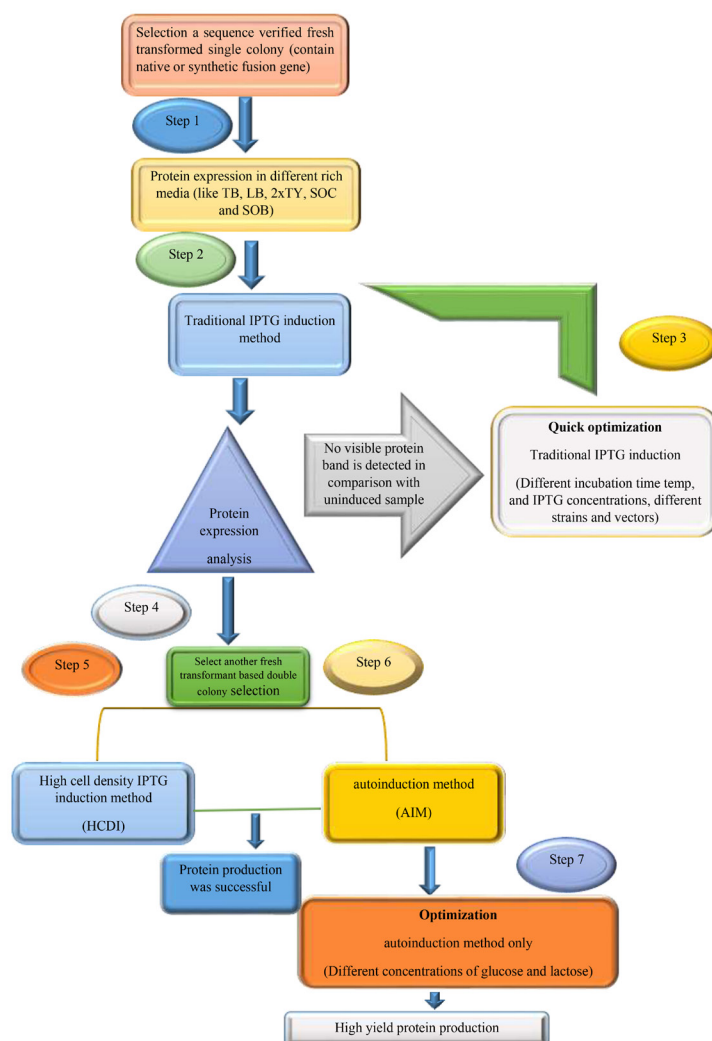 Selection a sequence verified fresh
transformed single colony (contain
native or synthetic fusion gene)
Step 1
Protein expression in different rich
media (like TB, LB, 2xTY, SOC
and SOB)
Step 2
Traditional IPTG induction
method
Step 3
No visible protein
band is detected in
comparison with
uninduced sample
Quick optimization
Traditional IPTG induction
(Different incubation time temp,
and IPTG concentrations, different
strains and vectors)
Protein
expression
analysis
Step 4
Step 5
Select another fresh
transformant based double
colony selection
Step 6
High cell density IPTG
induction method
(HCDI)
autoinduction method
(AIM)
Protein production
was successful
Step 7
Optimization
autoinduction method only
(Different concentrations of glucose and lactose)
High yield protein production